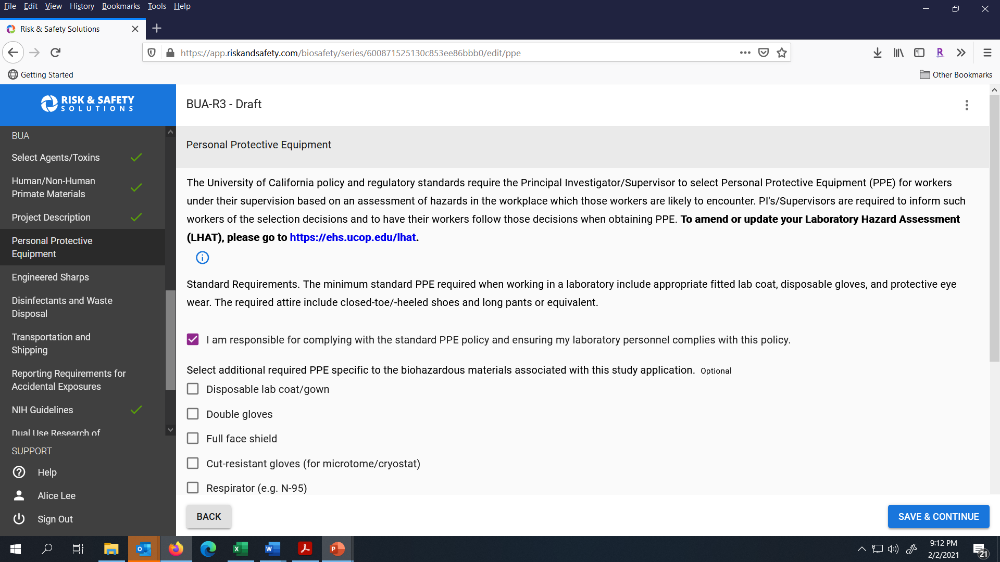 File Edit View History Bookmarks Tools Help
Risk & Safety Solutions
https://app.riskandsafety.com/biosafety/series/600871525130c853ee86bbb0/edit/ppe
Getting Started
Other Bookmarks
RISK & SAFETY
SOLUTIONS
BUA
Select Agents/Toxins
Human/Non-Human
Primate Materials
Project Description
Personal Protective
Equipment
Engineered Sharps
Disinfectants and Waste
Disposal
Transportation and
Shipping
Reporting Requirements for
Accidental Exposures
NIH Guidelines
Dual Use Research of
SUPPORT
Help
Alice Lee
Sign Out
BUA-R3 - Draft
Personal Protective Equipment
The University of California policy and regulatory standards require the Principal Investigator/Supervisor to select Personal Protective Equipment (PPE) for workers
under their supervision based on an assessment of hazards in the workplace which those workers are likely to encounter. PI's/Supervisors are required to inform such
workers of the selection decisions and to have their workers follow those decisions when obtaining PPE. To amend or update your Laboratory Hazard Assessment
(LHAT), please go to https://ehs.ucop.edu/lhat.
Standard Requirements. The minimum standard PPE required when working in a laboratory include appropriate fitted lab coat, disposable gloves, and protective eye
wear. The required attire include closed-toe/-heeled shoes and long pants or equivalent.
I am responsible for complying with the standard PPE policy and ensuring my laboratory personnel complies with this policy.
Select additional required PPE specific to the biohazardous materials associated with this study application. Optional
Disposable lab coat/gown
Double gloves
Full face shield
Cut-resistant gloves (for microtome/cryostat)
Respirator (e.g. N-95)
BACK
SAVE & CONTINUE
9:12 PM
2/2/2021
21